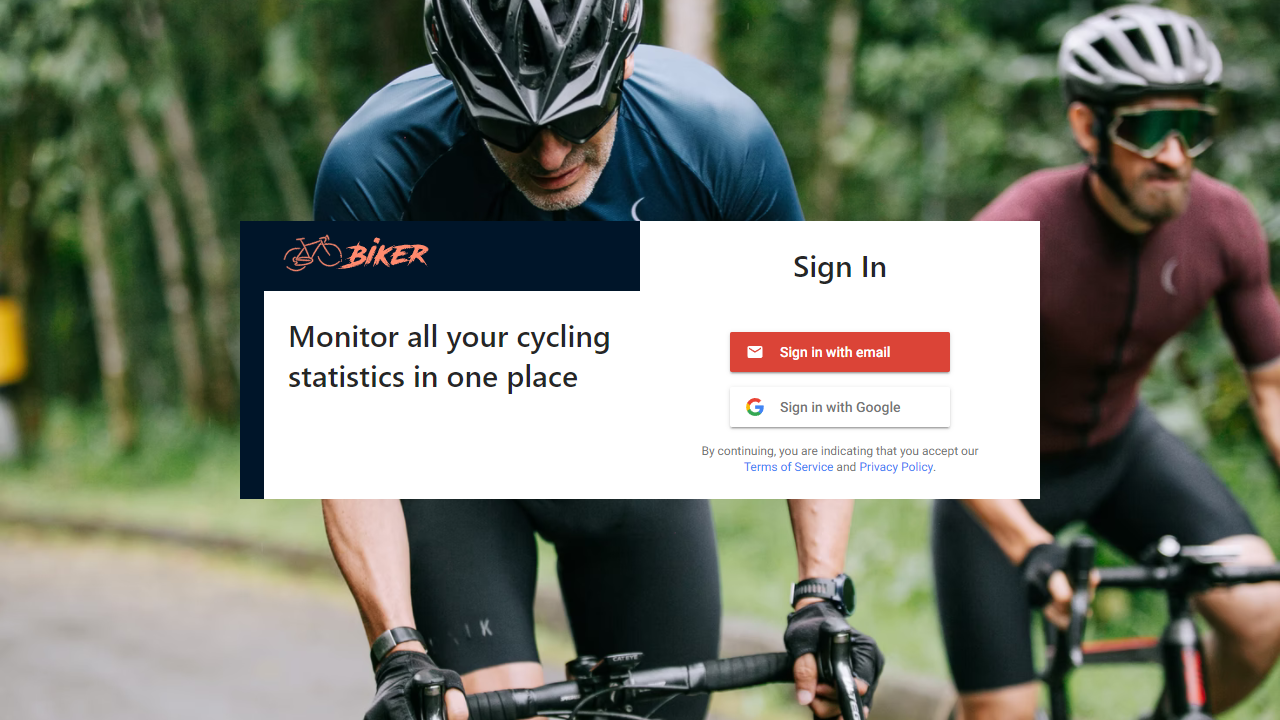 BIKER
Monitor all your cycling
statistics in one place
Sign In
Sign in with email
Sign in with Google
By continuing, you are indicating that you accept our
Terms of Service and Privacy Policy.
CATEYE